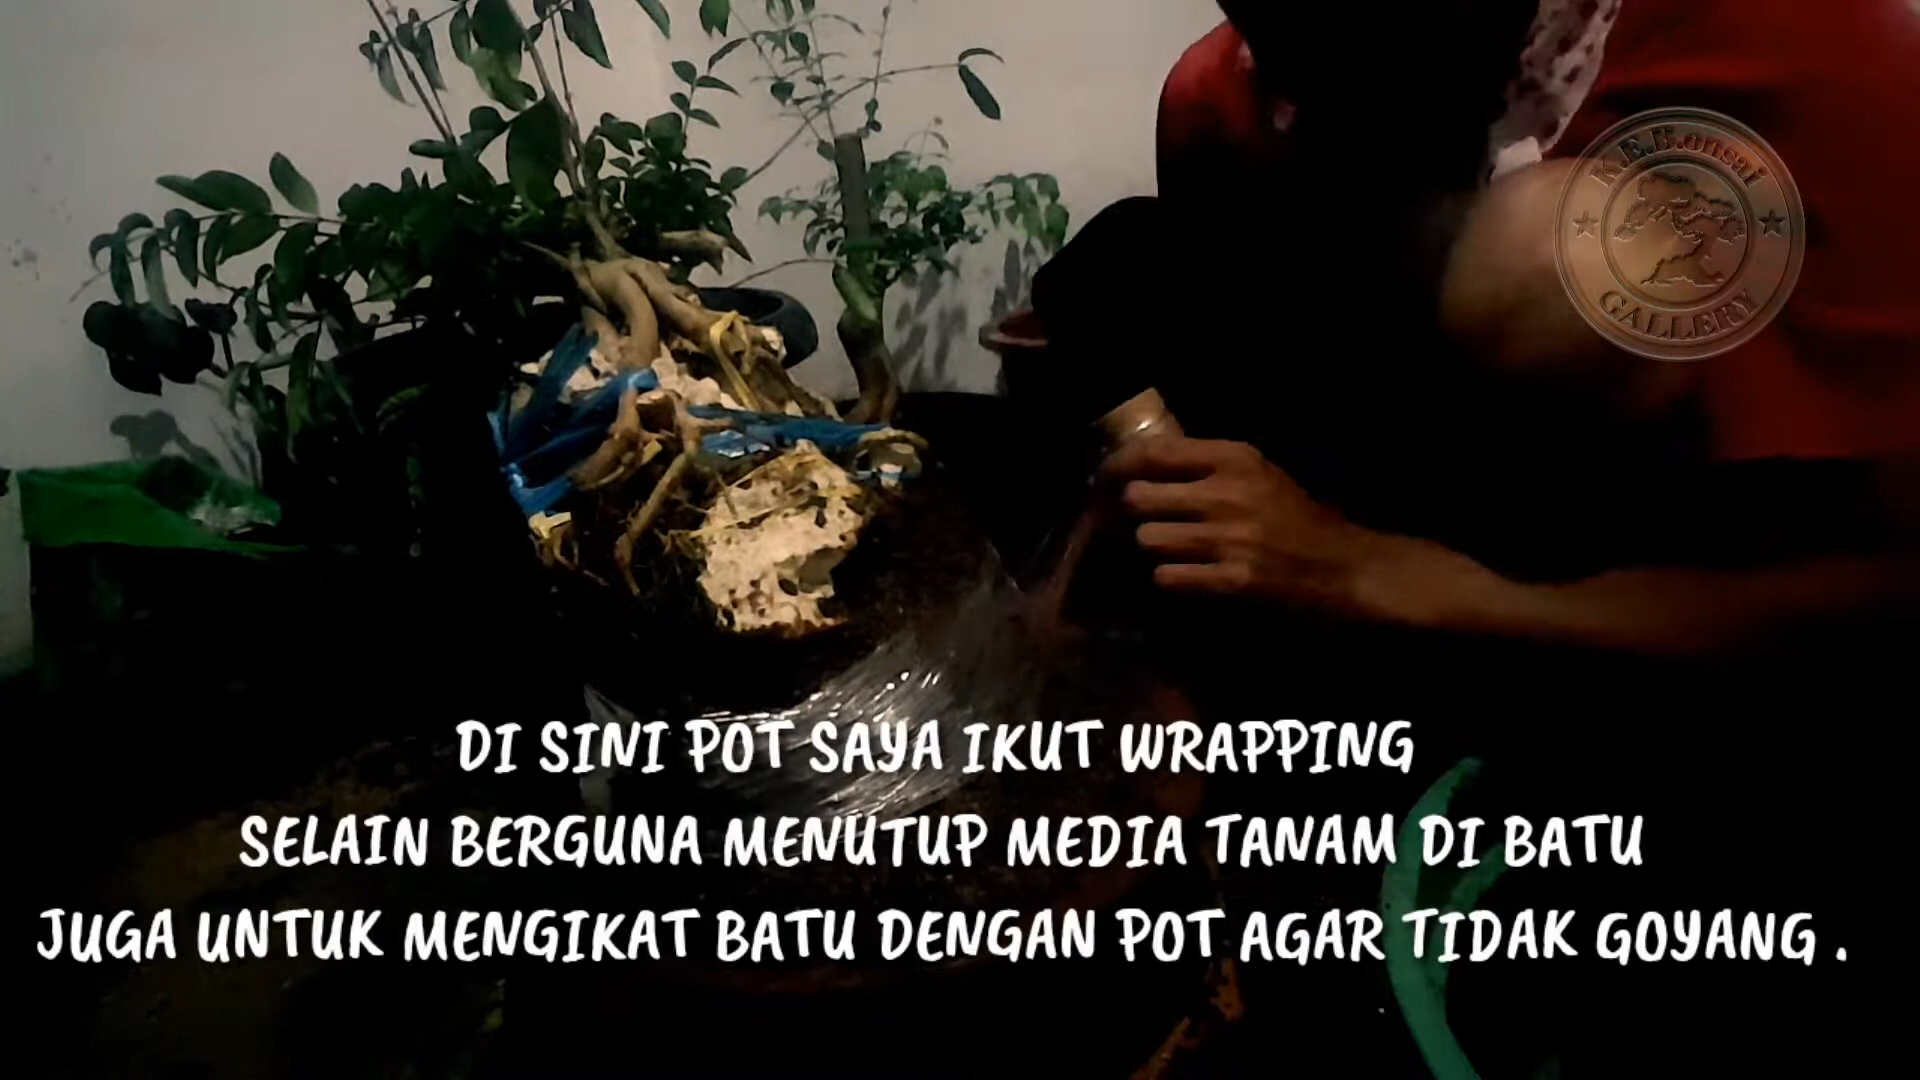 K.E.B.onsai
GALLERY
DI SINI POT SAYA IKUT WRAPPING
SELAIN BERGUNA MENUTUP MEDIA TANAM DI BATU
JUGA UNTUK MENGIKAT BATU DENGAN POT AGAR TIDAK GOYANG .